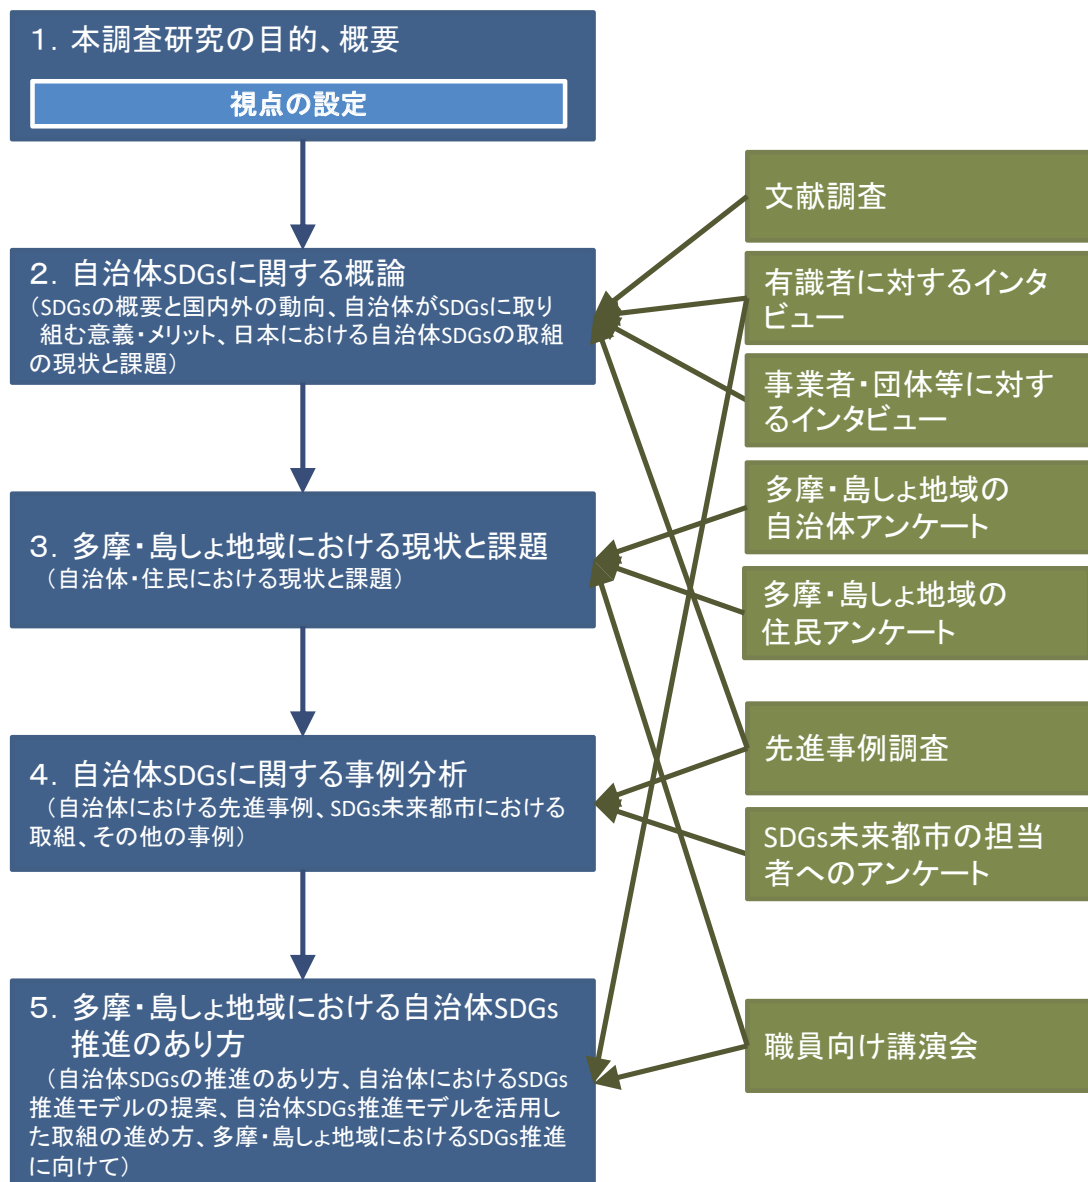 1．本調査研究の目的、概要
視点の設定
2．自治体SDGsに関する概論
（SDGsの概要と国内外の動向、自治体がSDGsに取り
組む意義・メリット、日本における自治体SDGsの取組
の現状と課題）
3．多摩・島しょ地域における現状と課題
（自治体・住民における現状と課題）
4．自治体SDGsに関する事例分析
（自治体における先進事例、SDGs未来都市における
取組、その他の事例）
5．多摩・島しょ地域における自治体SDGs
推進のあり方
（自治体SDGsの推進のあり方、自治体におけるSDGs
推進モデルの提案、自治体SDGs推進モデルを活用し
た取組の進め方、多摩・島しょ地域におけるSDGs推進
に向けて）
文献調査
有識者に対するインタ
ビュー
事業者・団体等に対す
るインタビュー
多摩・島しょ地域の
自治体アンケート
多摩・島しょ地域の
住民アンケート
先進事例調査
SDGs未来都市の担当
者へのアンケート
職員向け講演会